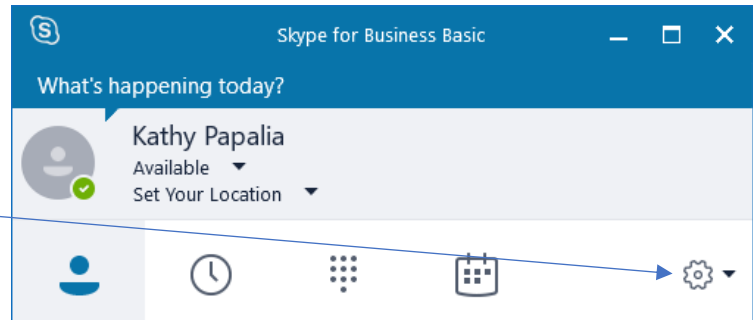 Skype for Business Basic
What's happening today?
Kathy Papalia
Available
Set Your Location